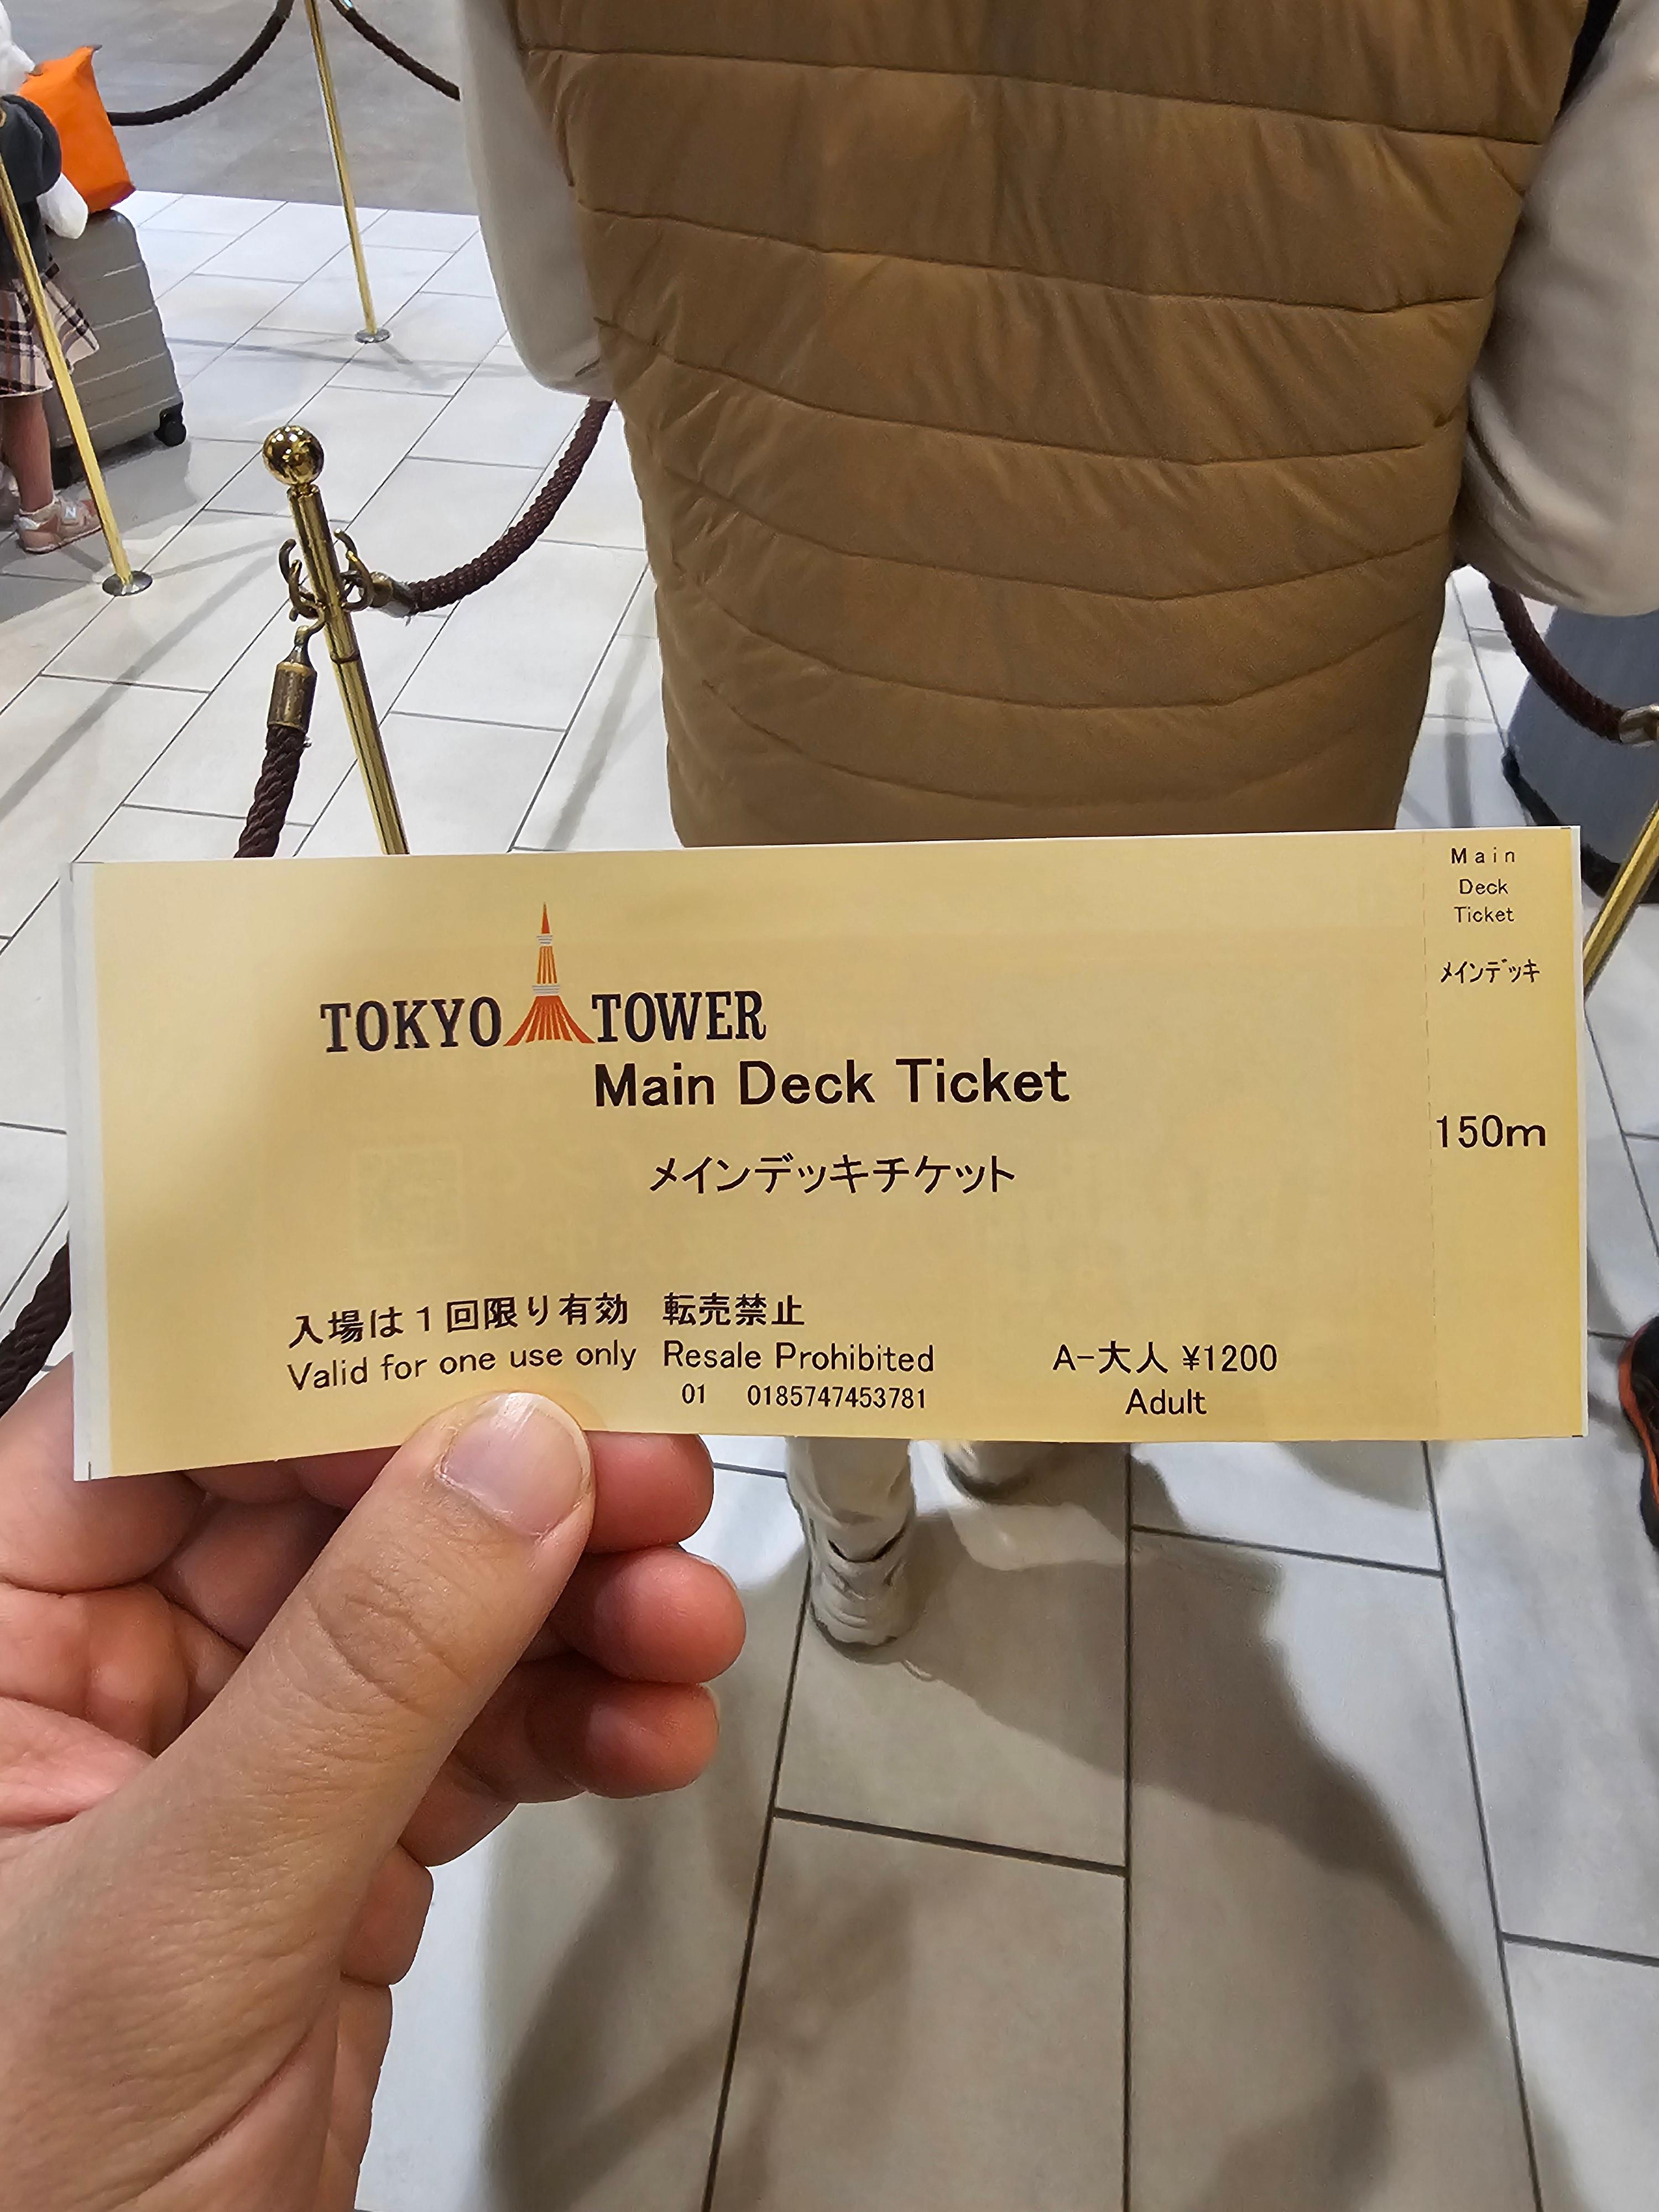 TOKYO TOWER
Main Deck Ticket
メインデッキチケット
入場は１回限り有効 転売禁止
Valid for one use only Resale Prohibited
01 0185747453781
A-大人 ¥1200
Adult
Main
Deck
Ticket
メインデッキ
150m
N